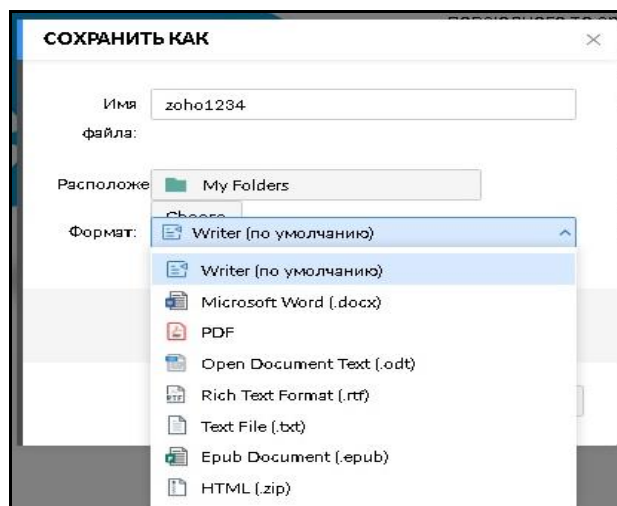 СОХРАНИТЬ КАК
Имя файла:
zoho1234
Расположе
My Folders
Choose
Формат:
Writer (по умолчанию)
Writer (по умолчанию)
Microsoft Word (.docx)
PDF
Open Document Text (.odt)
Rich Text Format (.rtf)
Text File (.txt)
Epub Document (.epub)
HTML (.zip)